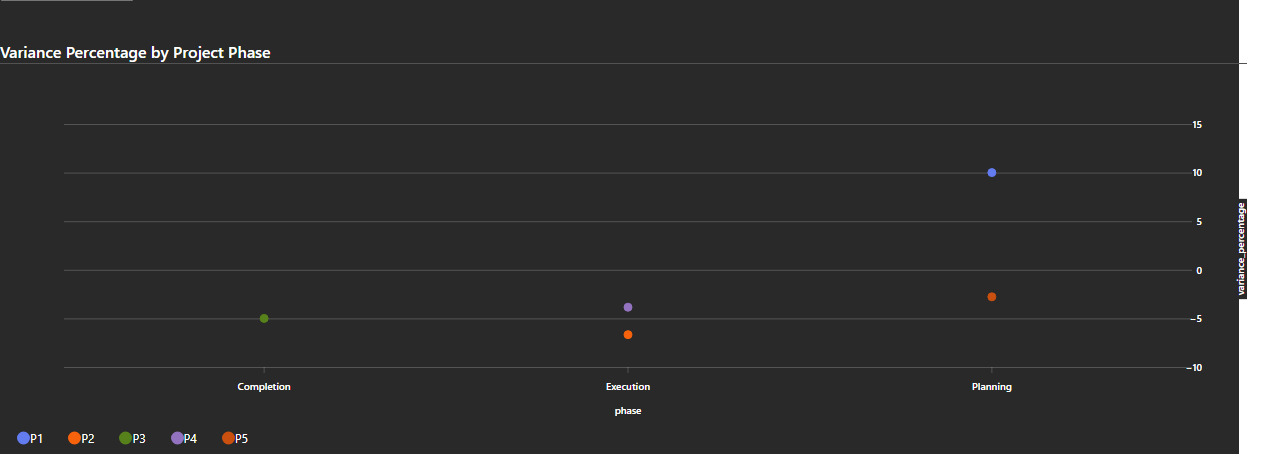 Variance Percentage by Project Phase
15
10
5
0
−5
−10
variance_percentage
Completion Execution Planning
phase
P1 P2 P3 P4 P5